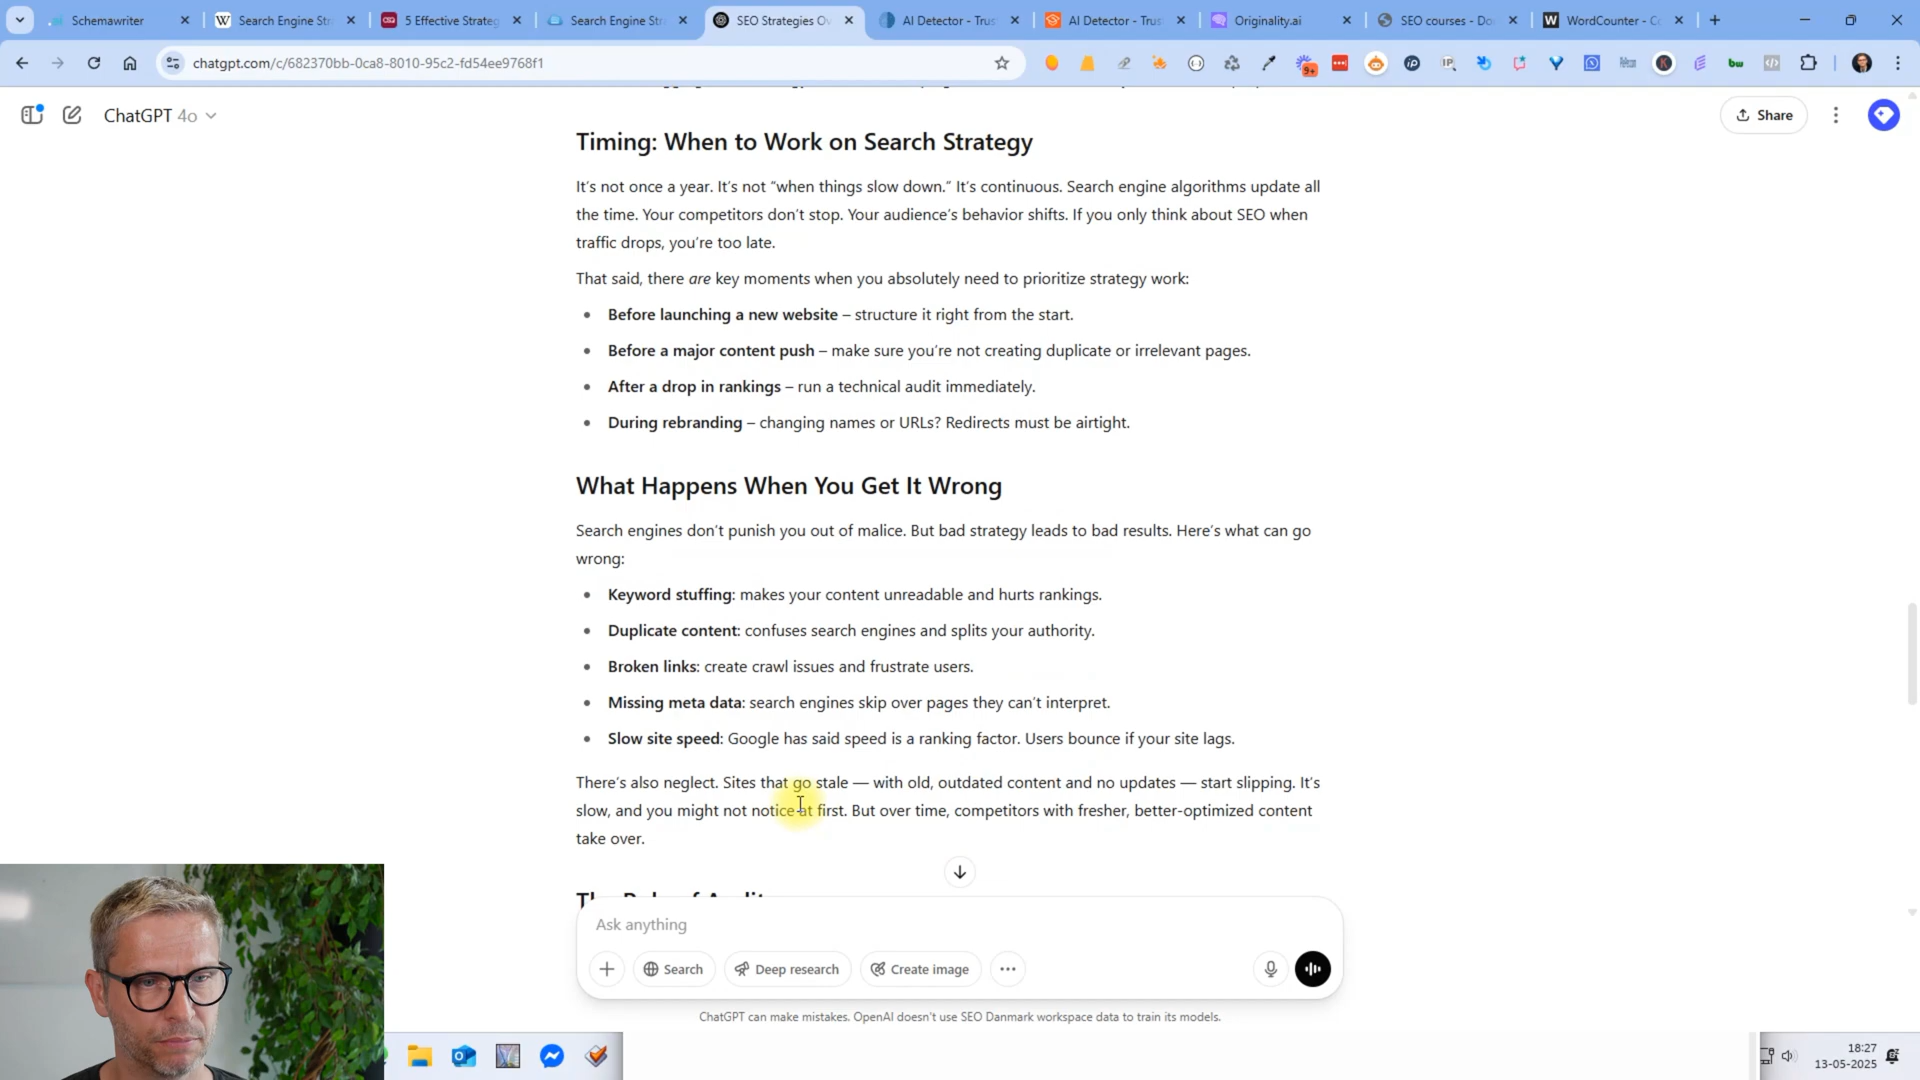 Schemawriter
Search Engine Str
5 Effective Strateg
Search Engine Str
SEO Strategies Ov
AI Detector - Trus
AI Detector - Trus
Originality.ai
SEO courses - Do
WordCounter - Co
chatgpt.com/c/682370bb-0ca8-8010-95c2-fd54ee9768f1
ChatGPT 4o
Share
Timing: When to Work on Search Strategy
It's not once a year. It's not “when things slow down.” It's continuous. Search engine algorithms update all
the time. Your competitors don't stop. Your audience's behavior shifts. If you only think about SEO when
traffic drops, you're too late.
That said, there are key moments when you absolutely need to prioritize strategy work:
• Before launching a new website – structure it right from the start.
• Before a major content push – make sure you're not creating duplicate or irrelevant pages.
• After a drop in rankings – run a technical audit immediately.
• During rebranding – changing names or URLs? Redirects must be airtight.
What Happens When You Get It Wrong
Search engines don't punish you out of malice. But bad strategy leads to bad results. Here's what can go
wrong:
• Keyword stuffing: makes your content unreadable and hurts rankings.
• Duplicate content: confuses search engines and splits your authority.
• Broken links: create crawl issues and frustrate users.
• Missing meta data: search engines skip over pages they can't interpret.
• Slow site speed: Google has said speed is a ranking factor. Users bounce if your site lags.
There's also neglect. Sites that go stale — with old, outdated content and no updates — start slipping. It's
slow, and you might not notice at first. But over time, competitors with fresher, better-optimized content
take over.
Ask anything
Search
Deep research
Create image
ChatGPT can make mistakes. OpenAI doesn't use SEO Danmark workspace data to train its models.
18:27
13-05-2025